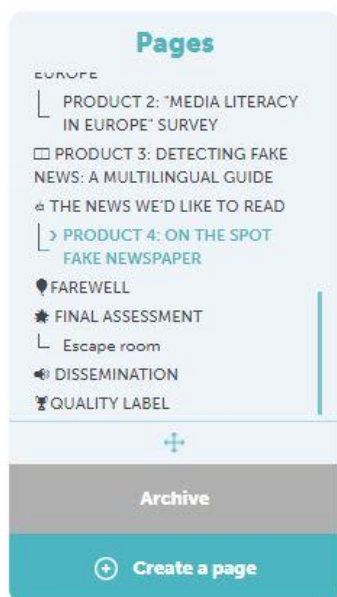 Pages
EUROPE
PRODUCT 2: "MEDIA LITERACY
IN EUROPE" SURVEY
PRODUCT 3: DETECTING FAKE
NEWS: A MULTILINGUAL GUIDE
THE NEWS WE'D LIKE TO READ
> PRODUCT 4: ON THE SPOT
FAKE NEWSPAPER
FAREWELL
FINAL ASSESSMENT
Escape room
DISSEMINATION
QUALITY LABEL
Archive
Create a page